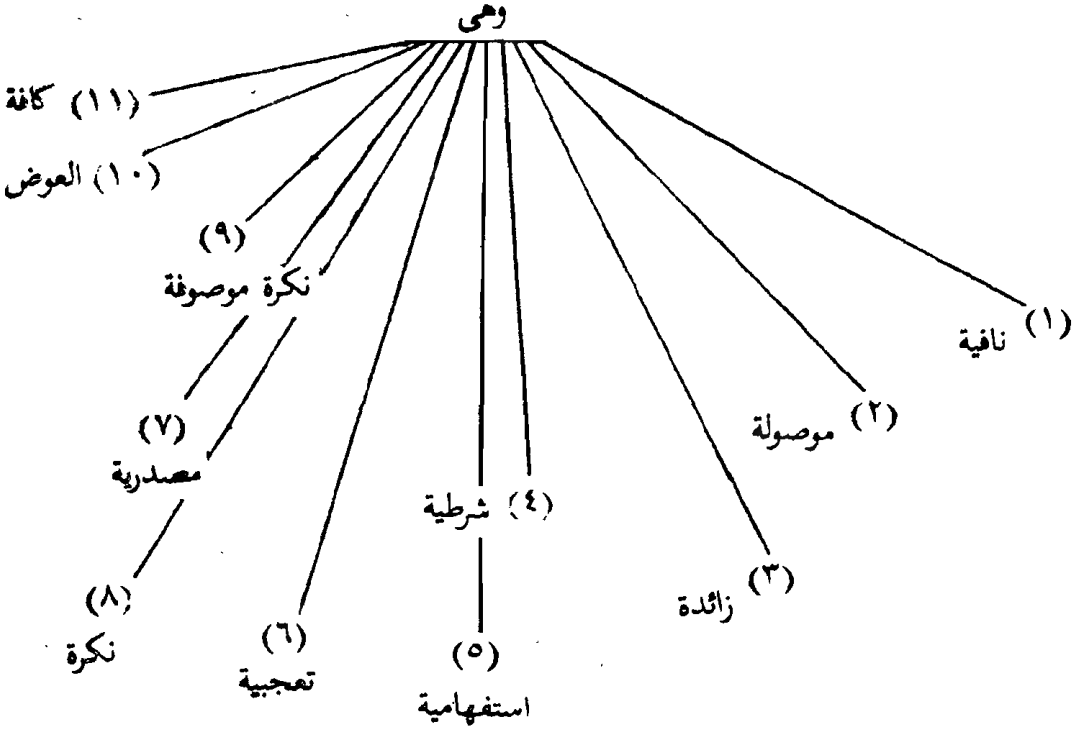 وهى
(١) نافية
(٢) موصولة
(٣) زائدة
(٤) شرطية
(٥)
استفهامية
(٦)
تعجبية
(٧)
مصدرية
(٨)
نكرة
(٩)
نكرة موصوفة
(١٠) العوض
(١١) كافة